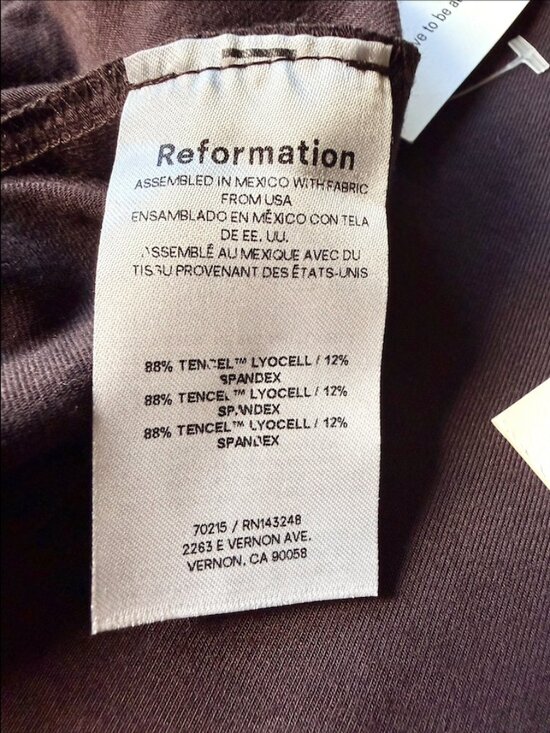 Reformation
ASSEMBLED IN MEXICO WITH FABRIC
FROM USA
ENSAMBLADO EN MÉXICO CON TELA
DE EE. UU.
ASSEMBLÉ AU MEXIQUE AVEC DU
TISSU PROVENANT DES ÉTATS-UNIS
88% TENCEL™ LYOCELL / 12%
SPANDEX
88% TENCEL™ LYOCELL / 12%
SPANDEX
88% TENCEL™ LYOCELL / 12%
SPANDEX
70215 / RN143248
2263 E VERNON AVE.
VERNON, CA 90058
to be